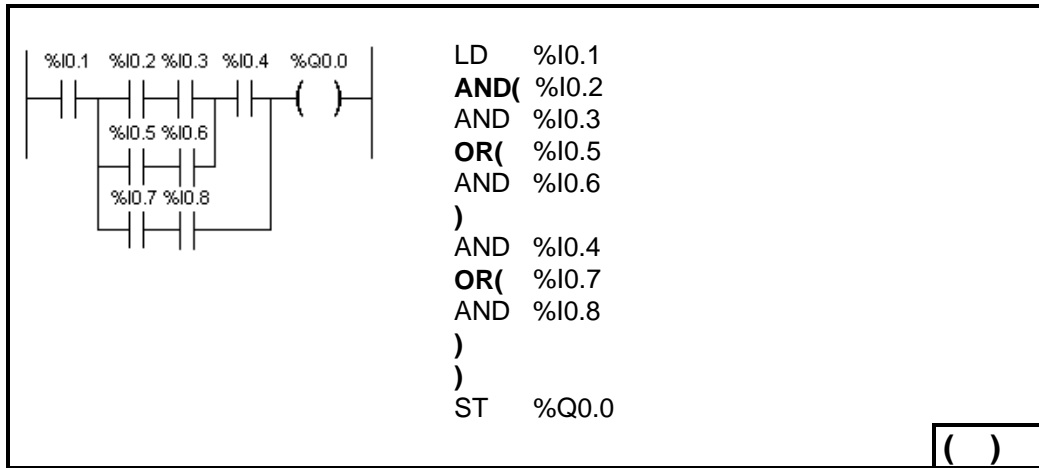 %I0.1 %I0.2 %I0.3 %I0.4 %Q0.0
%I0.5 %I0.6
%I0.7 %I0.8
LD %I0.1
AND( %I0.2
AND %I0.3
OR( %I0.5
AND %I0.6
)
AND %I0.4
OR( %I0.7
AND %I0.8
)
)
ST %Q0.0
( )